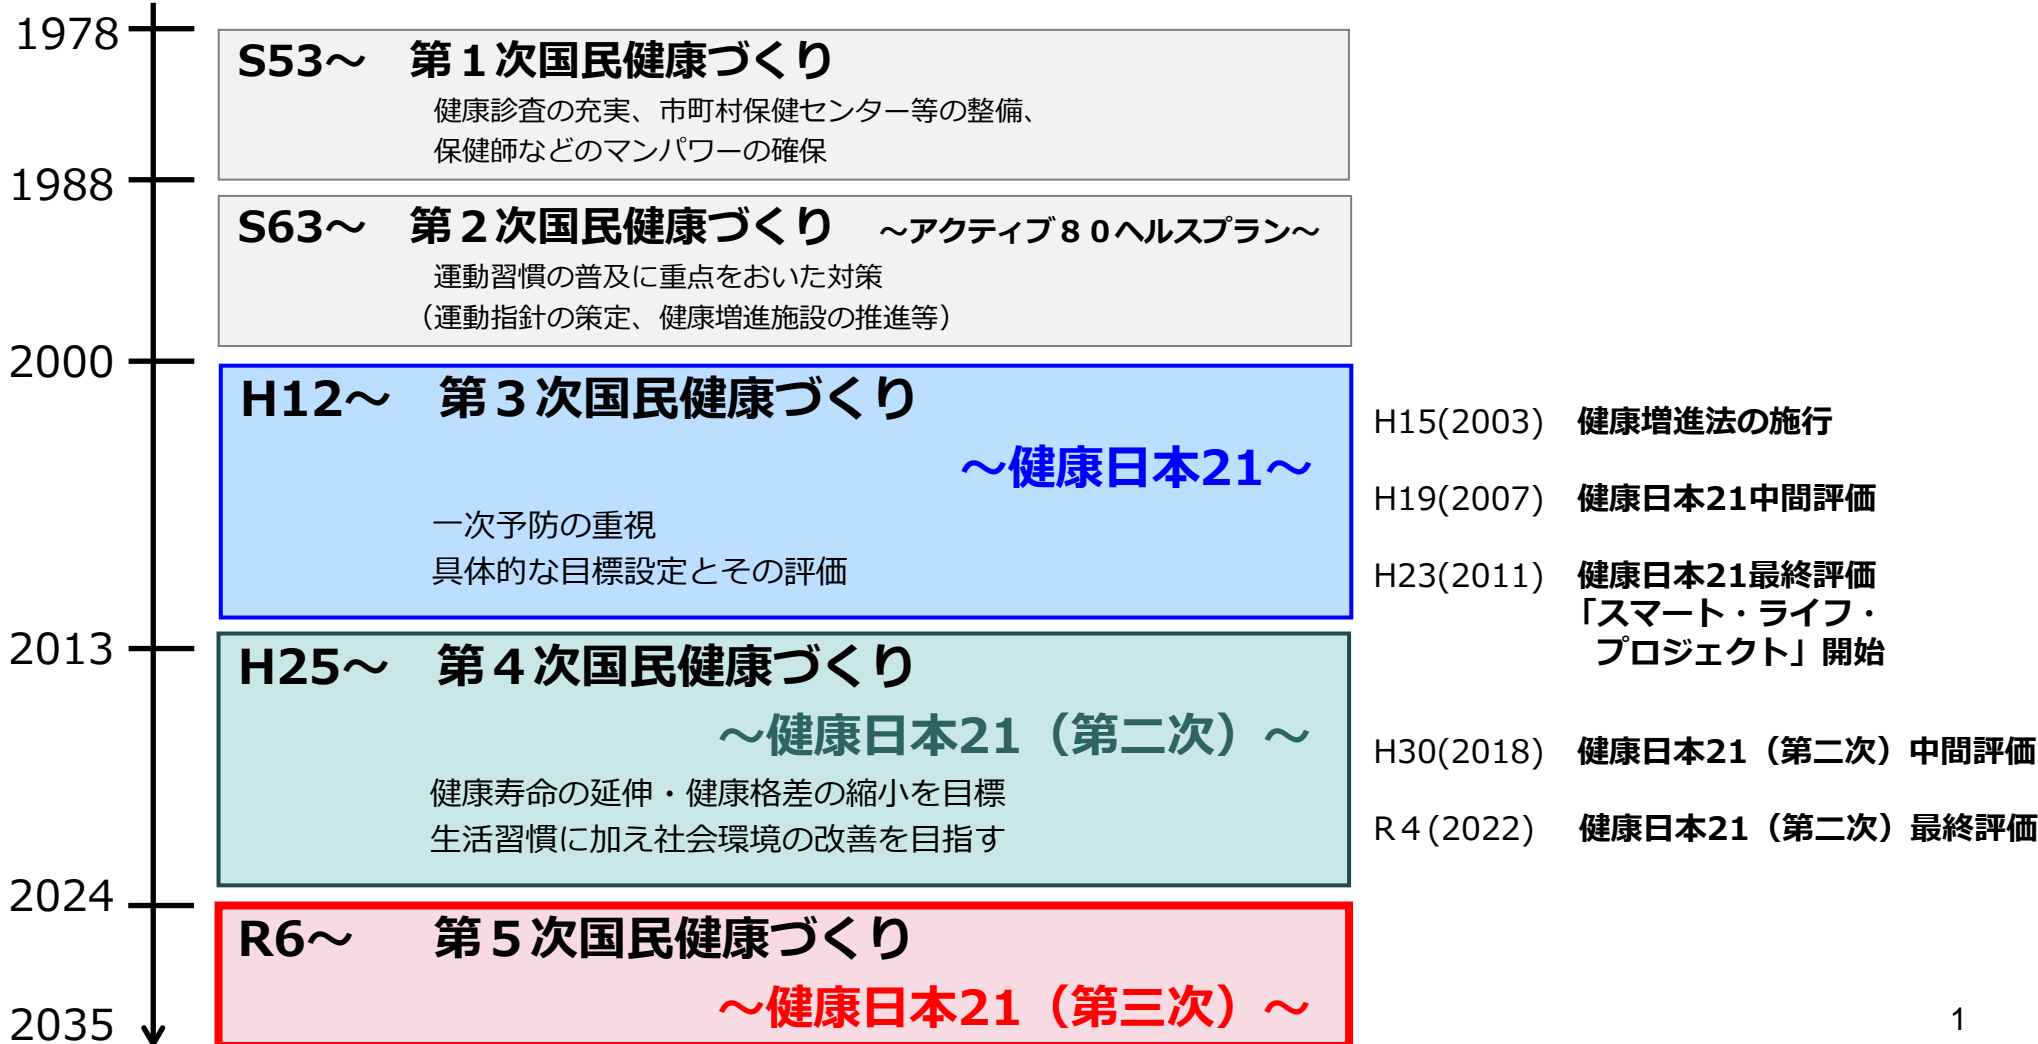 1978
S53～　第１次国民健康づくり
健康診査の充実、市町村保健センター等の整備、
保健師などのマンパワーの確保
1988
S63～　第２次国民健康づくり　～アクティブ８０ヘルスプラン～
運動習慣の普及に重点をおいた対策
（運動指針の策定、健康増進施設の推進等）
2000
H12～　第３次国民健康づくり
～健康日本21～
一次予防の重視
具体的な目標設定とその評価
H15(2003)　健康増進法の施行
H19(2007)　健康日本21中間評価
H23(2011)　健康日本21最終評価
「スマート・ライフ・
プロジェクト」開始
2013
H25～　第４次国民健康づくり
～健康日本21（第二次）～
健康寿命の延伸・健康格差の縮小を目標
生活習慣に加え社会環境の改善を目指す
H30(2018)　健康日本21（第二次）中間評価
R４(2022)　健康日本21（第二次）最終評価
2024
R6～　第５次国民健康づくり
～健康日本21（第三次）～
2035
1